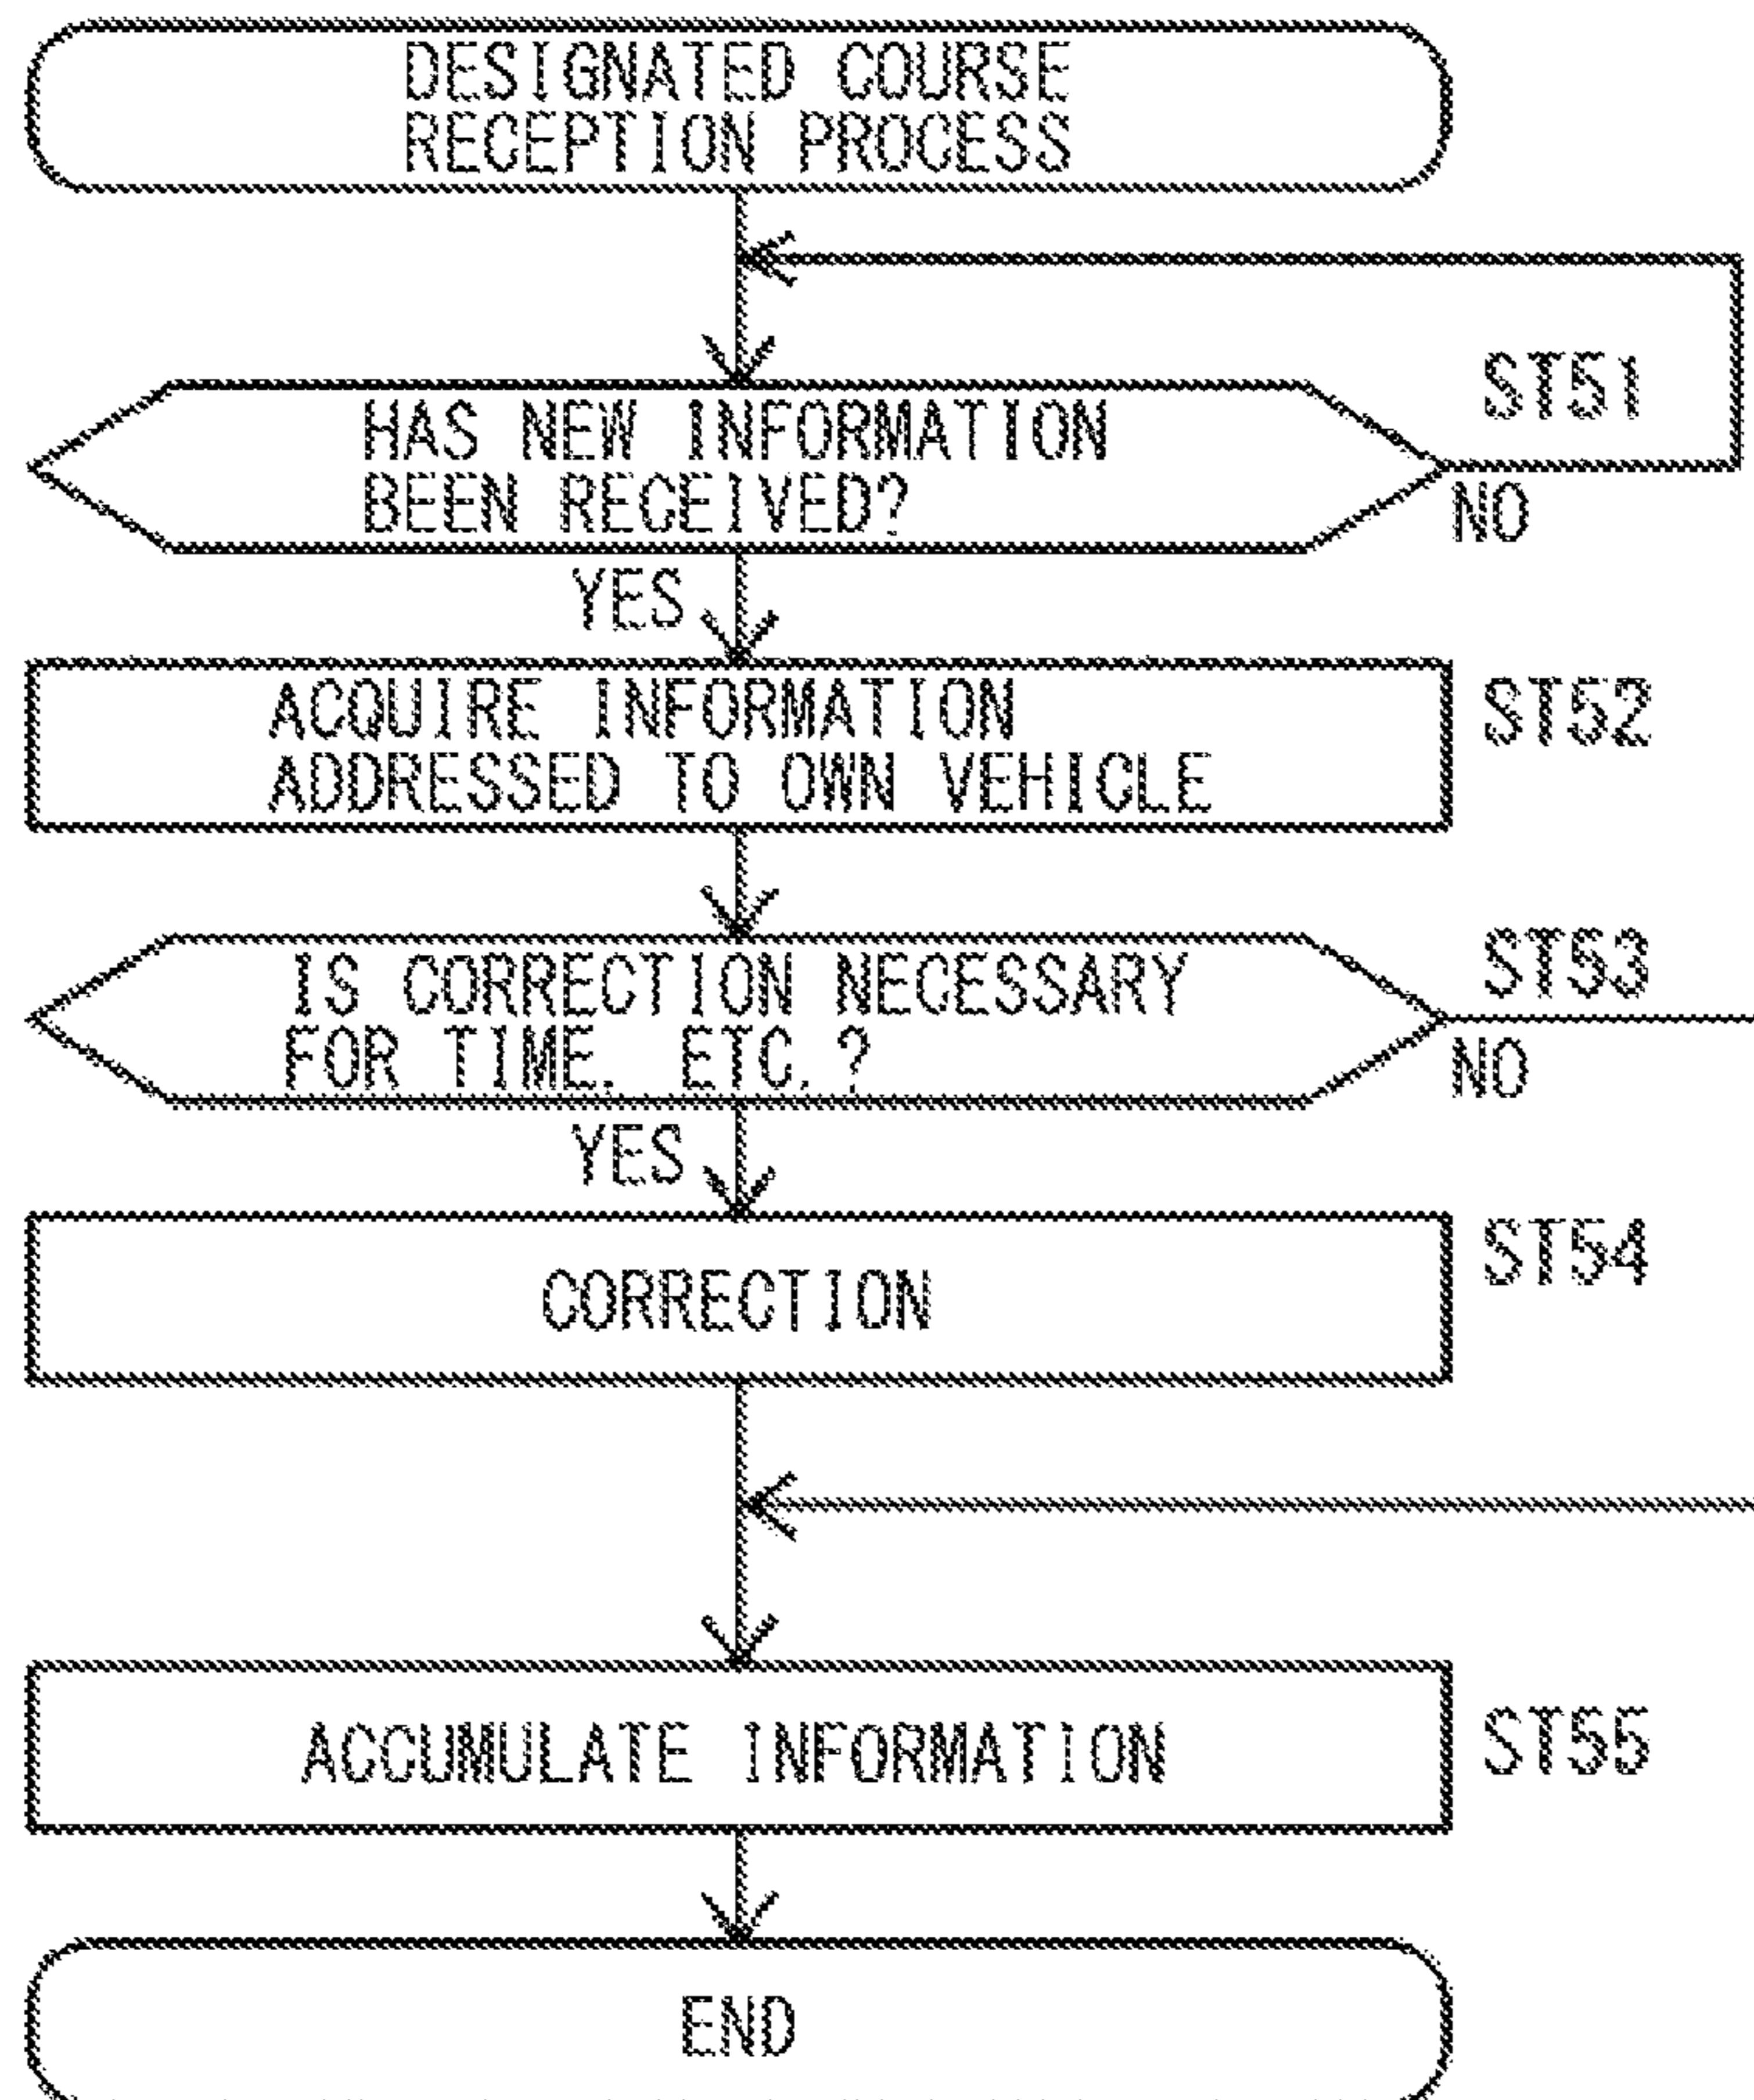 DESIGNATED COURSE
RECEPTION PROCESS
ST51
HAS NEW INFORMATION
BEEN RECEIVED?
NO
YES
ACQUIRE INFORMATION
ADDRESSED TO OWN VEHICLE
ST52
IS CORRECTION NECESSARY
FOR TIME, ETC.?
ST53
NO
YES
CORRECTION
ST54
ACCUMULATE INFORMATION
ST55
END